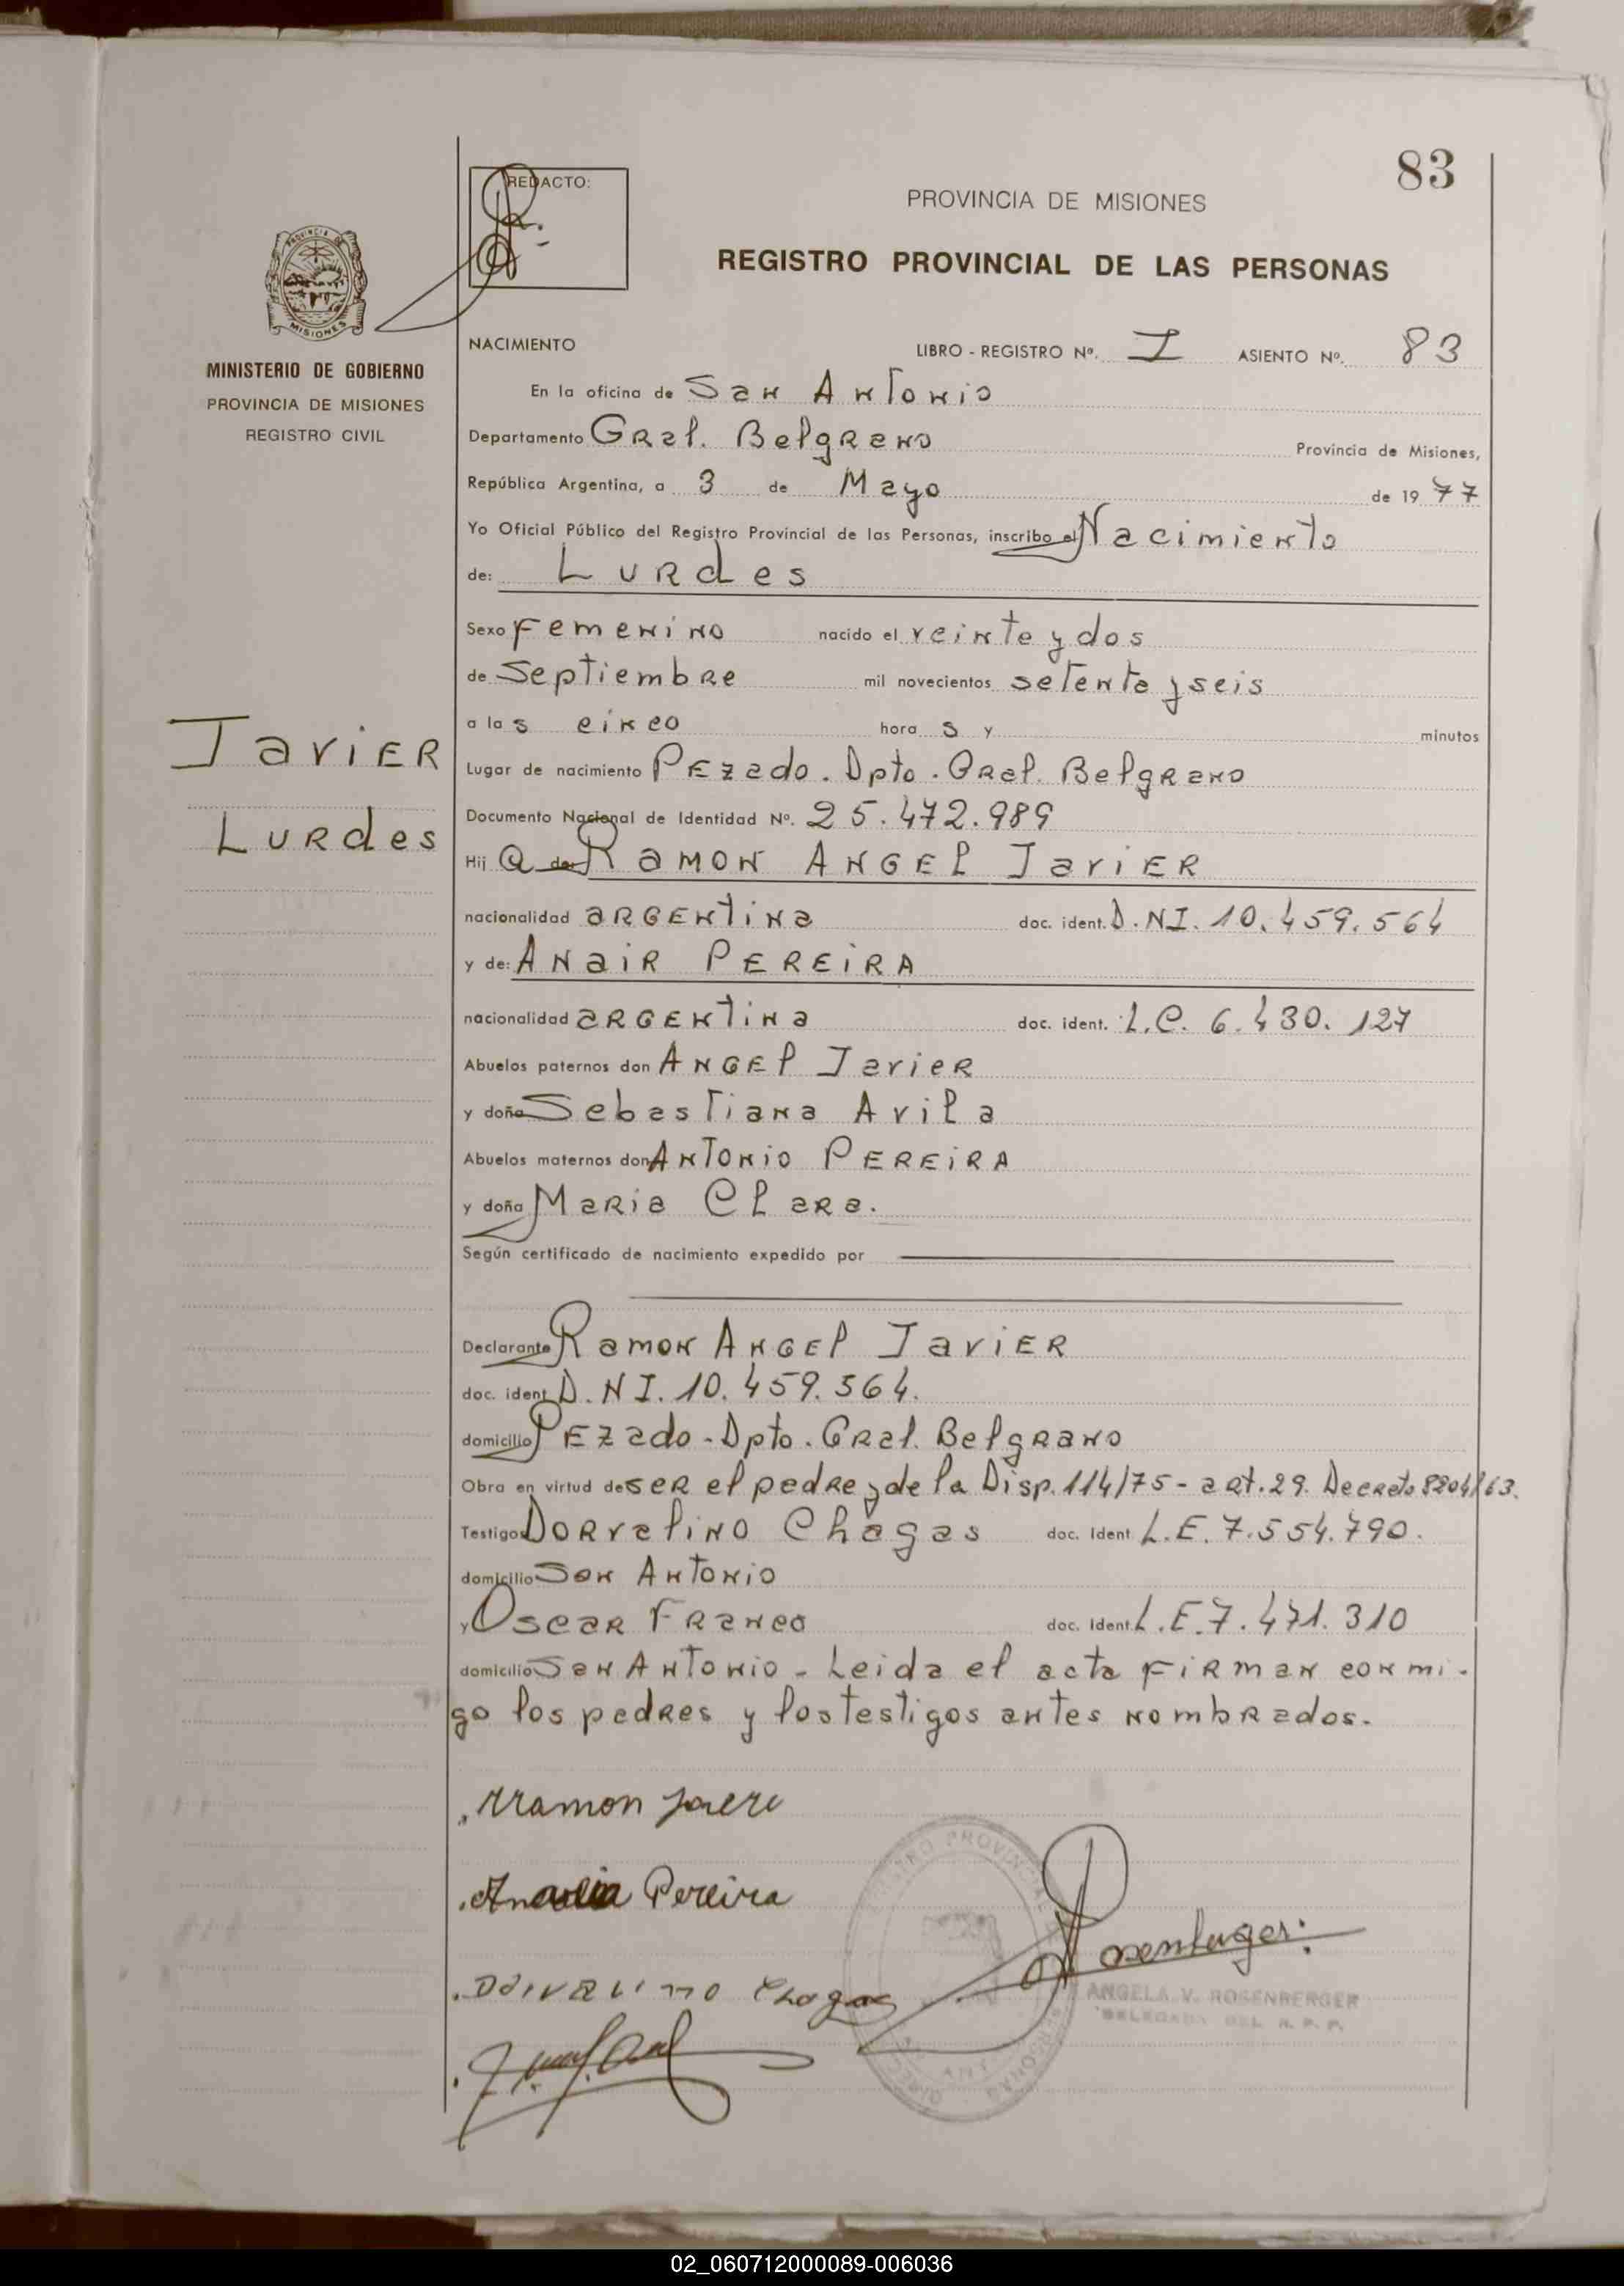 83
REDACTO:
PROVINCIA DE MISIONES
REGISTRO PROVINCIAL DE LAS PERSONAS
PROVINCIA DE
MISIONES
MINISTERIO DE GOBIERNO
PROVINCIA DE MISIONES
REGISTRO CIVIL
NACIMIENTO LIBRO - REGISTRO Nº. I ASIENTO Nº. 83
En la oficina de San Antonio
Departamento Gral. Belgrano Provincia de Misiones,
República Argentina, a 3 de Mayo de 1977
Yo Oficial Público del Registro Provincial de las Personas, inscribo el Nacimiento
de: Lurdes
Sexo Femenino nacido el veinte y dos
de Septiembre mil novecientos setenta y seis
a las cinco horas y minutos
Javier
Lurdes
Lugar de nacimiento Pezado. Dpto. Gral. Belgrano
Documento Nacional de Identidad Nº. 25.472.989
Hija de: Ramon Angel Javier
nacionalidad argentina doc. ident. D.NI. 10.459.564
y de: Anair Pereira
nacionalidad argentina doc. ident. L.C. 6.430.127
Abuelos paternos don Angel Javier
y doña Sebastiana Avila
Abuelos maternos don Antonio Pereira
y doña Maria Clara.
Según certificado de nacimiento expedido por
Declarante Ramon Angel Javier
doc. ident. D.NI. 10.459.564.
domicilio Pezado - Dpto. Gral. Belgrano
Obra en virtud de ser el padre y de la Disp. 114/75 - art. 29. Decreto 8204/63.
Testigos Dorvalino Chagas doc. Ident. L.E. 7.554.790.
domicilio San Antonio
y Oscar Franco doc. Ident. L.E. 7.471.310
domicilio San Antonio - Leida el acta firman conmi-
go los padres y los testigos antes nombrados.
Pereira
Chagas
Rosenberger
ANGELA V. ROSENBERGER
DELEGADA DEL R. P. P.
02_060712000089-006036